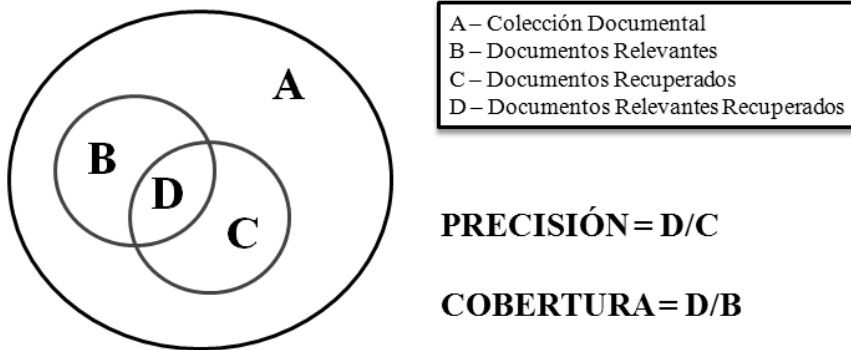 A
B
D
C
A – Colección Documental
B – Documentos Relevantes
C – Documentos Recuperados
D – Documentos Relevantes Recuperados
PRECISIÓN = D/C
COBERTURA = D/B